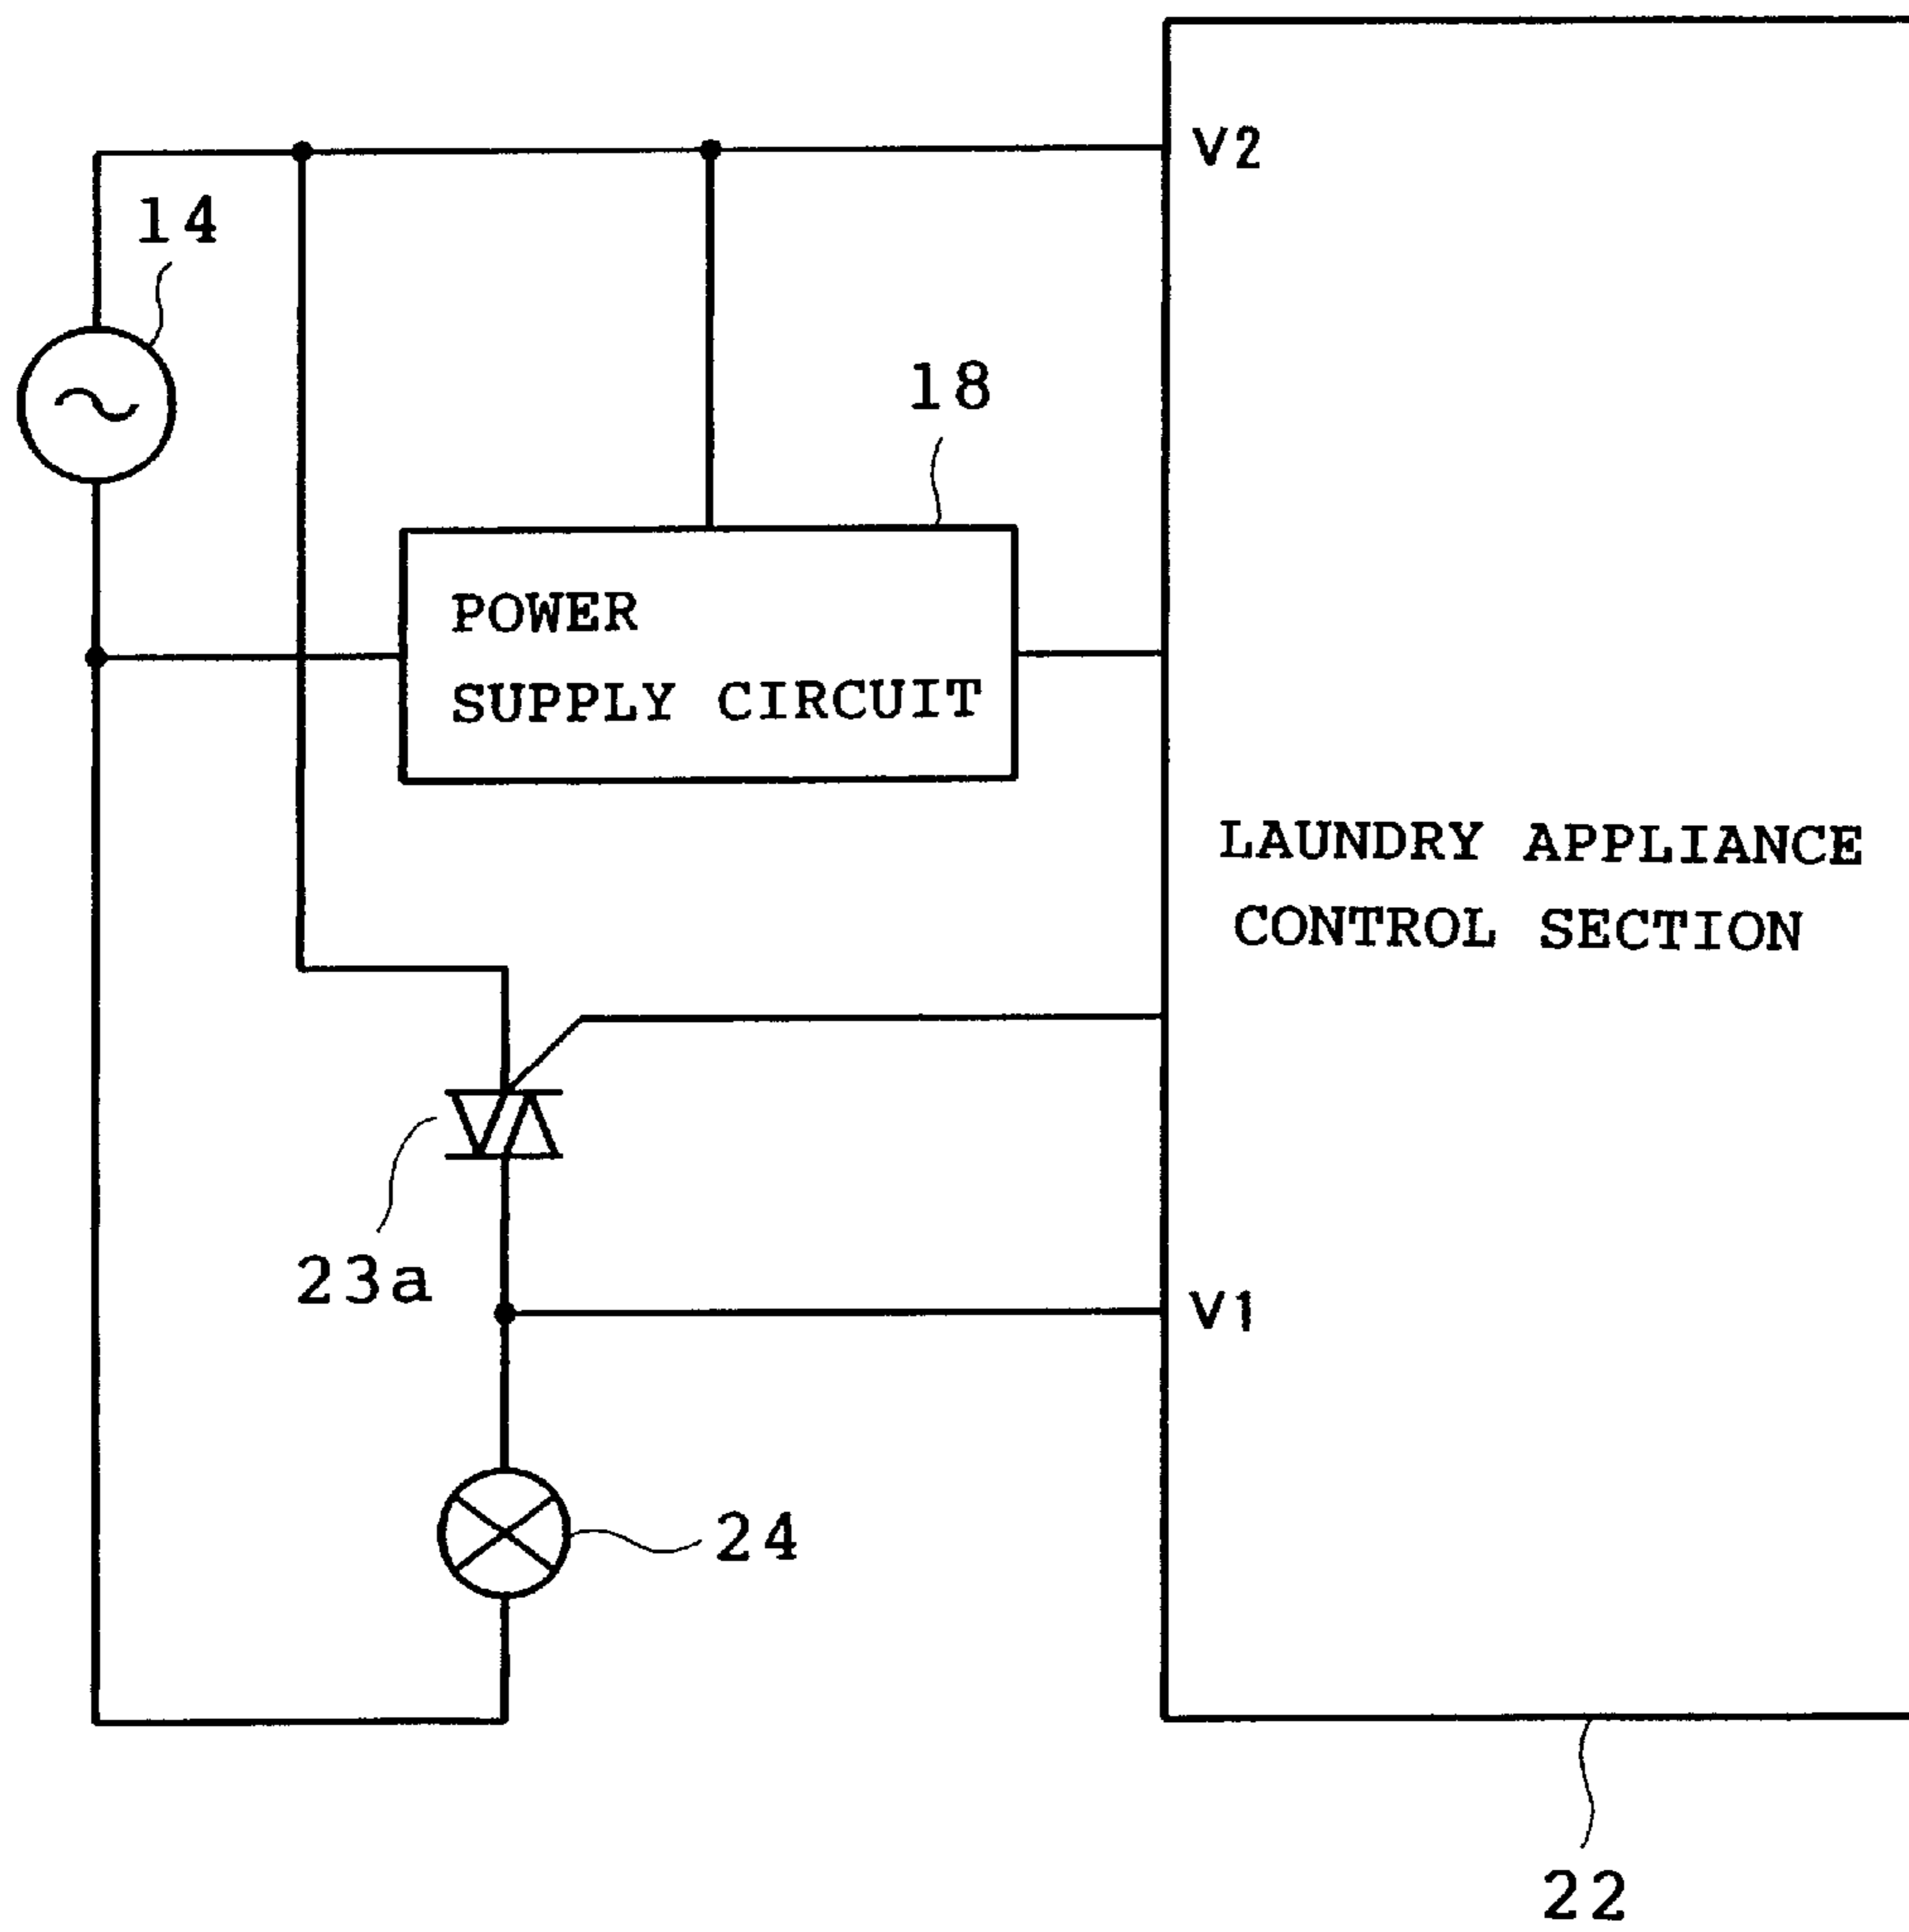 V2
14
18
POWER
SUPPLY CIRCUIT
LAUNDRY APPLIANCE
CONTROL SECTION
23a
V1
24
22